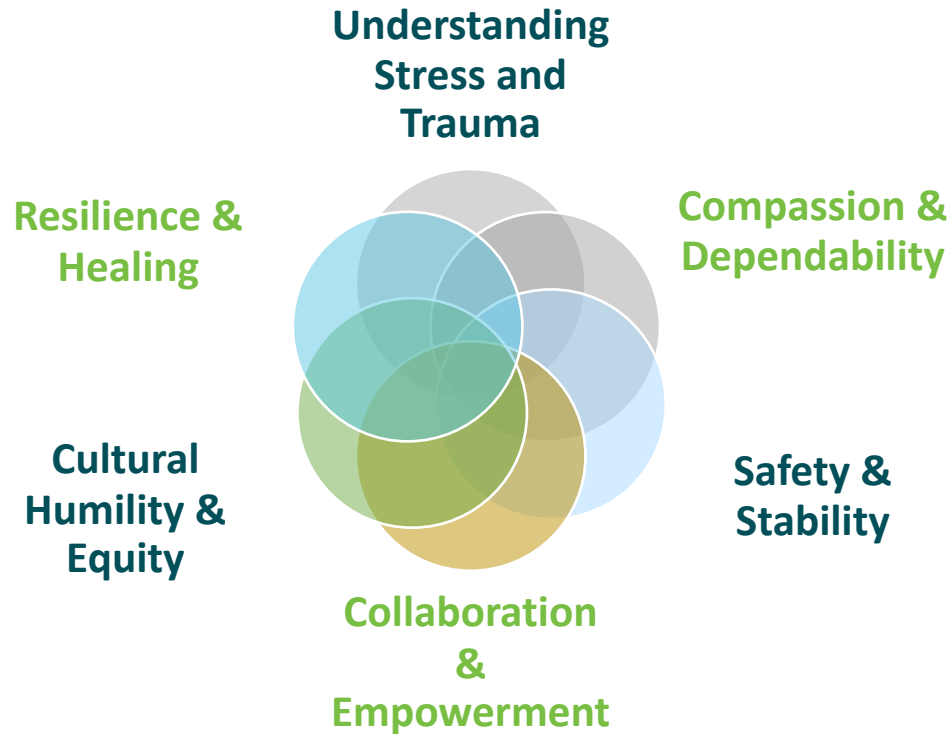 Understanding
Stress and
Trauma
Compassion &
Dependability
Safety &
Stability
Collaboration
&
Empowerment
Cultural
Humility &
Equity
Resilience &
Healing